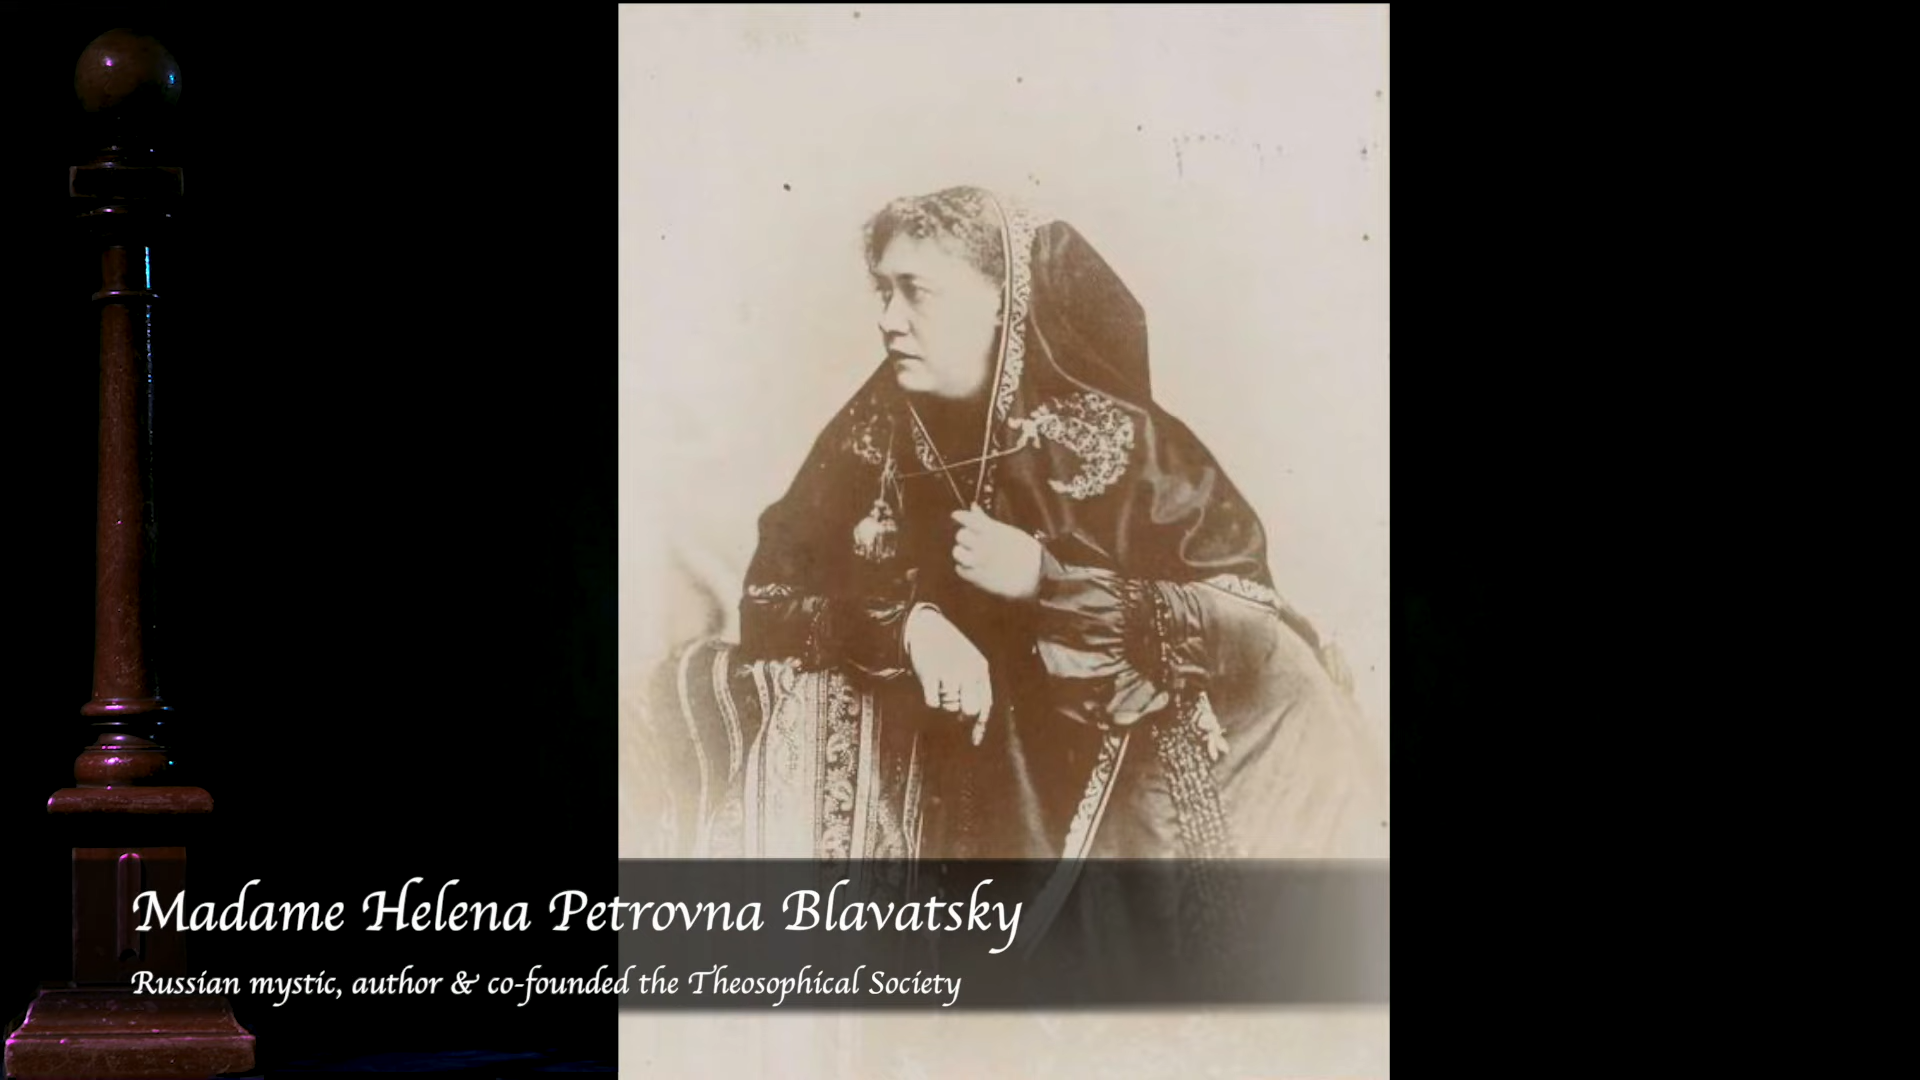 Madame Helena Petrovna Blavatsky
Russian mystic, author & co-founded the Theosophical Society